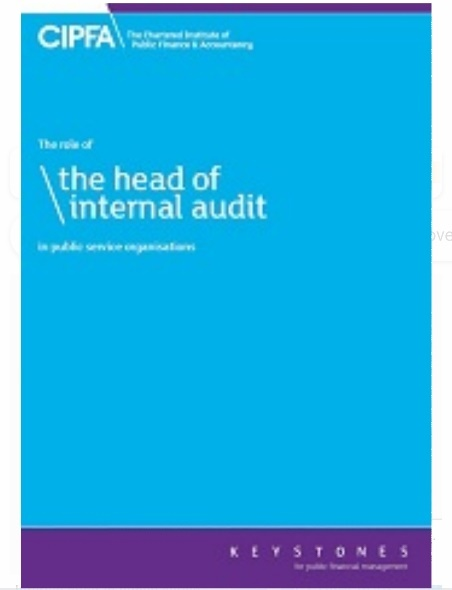 CIPFA
The Chartered Institute of
Public Finance & Accountancy
The role of
the head of
internal audit
in public service organisations
KEYSTONES
for public financial management